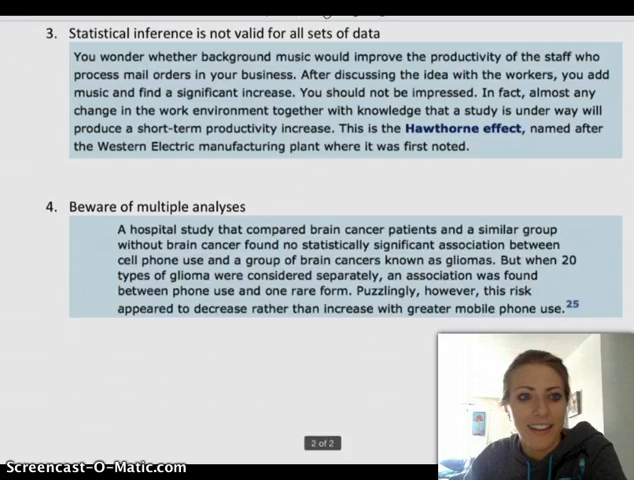 3. Statistical inference is not valid for all sets of data
You wonder whether background music would improve the productivity of the staff who
process mail orders in your business. After discussing the idea with the workers, you add
music and find a significant increase. You should not be impressed. In fact, almost any
change in the work environment together with knowledge that a study is under way will
produce a short-term productivity increase. This is the Hawthorne effect, named after
the Western Electric manufacturing plant where it was first noted.
4. Beware of multiple analyses
A hospital study that compared brain cancer patients and a similar group
without brain cancer found no statistically significant association between
cell phone use and a group of brain cancers known as gliomas. But when 20
types of glioma were considered separately, an association was found
between phone use and one rare form. Puzzlingly, however, this risk
appeared to decrease rather than increase with greater mobile phone use.25
2 of 2
Screencast-O-Matic.com